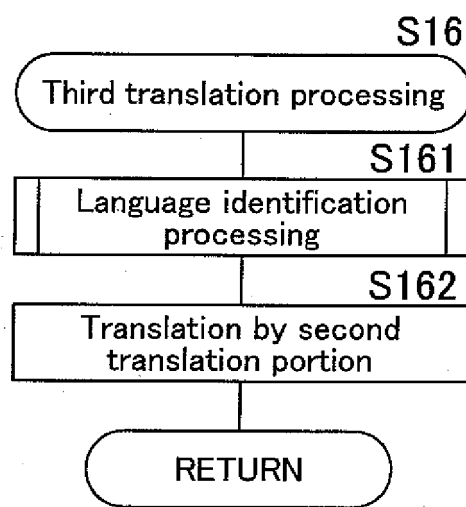 S16
Third translation processing
S161
Language identification
processing
S162
Translation by second
translation portion
RETURN